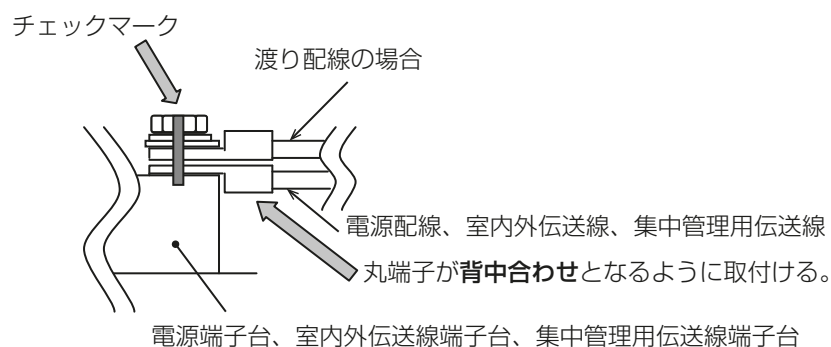 チェックマーク
渡り配線の場合
電源配線、室内外伝送線、集中管理用伝送線
丸端子が背中合わせとなるように取付ける。
電源端子台、室内外伝送線端子台、集中管理用伝送線端子台